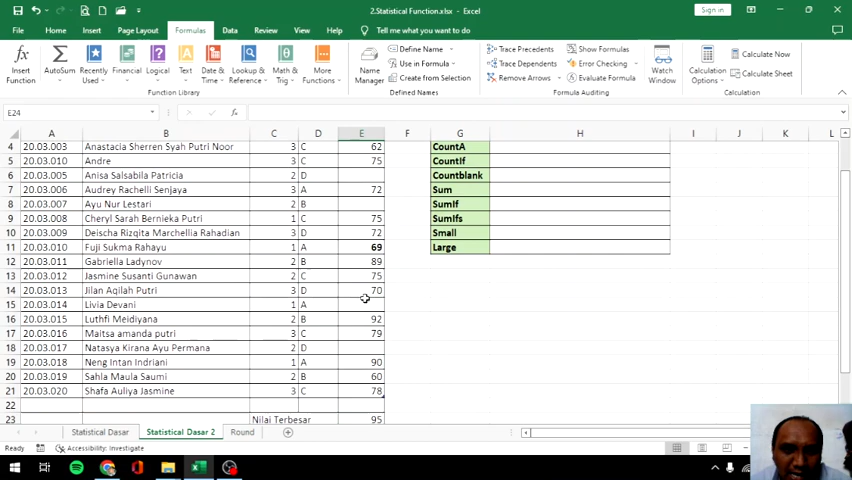 2.Statistical Function.xlsx - Excel
Sign in
File Home Insert Page Layout Formulas Data Review View Help Tell me what you want to do
Insert Function
AutoSum
Recently Used
Financial
Logical
Text
Date & Time
Lookup & Reference
Math & Trig
More Functions
Function Library
Name Manager
Define Name
Use in Formula
Create from Selection
Defined Names
Trace Precedents
Trace Dependents
Remove Arrows
Show Formulas
Error Checking
Evaluate Formula
Formula Auditing
Watch Window
Calculation Options
Calculate Now
Calculate Sheet
Calculation
E24 fx
A B C D E F G H I J K L
4 20.03.003 Anastacia Sherren Syah Putri Noor 3 C 62 CountA
5 20.03.010 Andre 3 C 75 CountIf
6 20.03.005 Anisa Salsabila Patricia 2 D Countblank
7 20.03.006 Audrey Rachelli Senjaya 3 A 72 Sum
8 20.03.007 Ayu Nur Lestari 2 B SumIf
9 20.03.008 Cheryl Sarah Bernieka Putri 1 C 75 SumIfs
10 20.03.009 Deischa Rizqita Marchellia Rahadian 3 D 72 Small
11 20.03.010 Fuji Sukma Rahayu 1 A 69 Large
12 20.03.011 Gabriella Ladynov 2 B 89
13 20.03.012 Jasmine Susanti Gunawan 2 C 75
14 20.03.013 Jilan Aqilah Putri 3 D 70
15 20.03.014 Livia Devani 1 A
16 20.03.015 Luthfi Meidiyana 2 B 92
17 20.03.016 Maitsa amanda putri 3 C 79
18 20.03.017 Natasya Kirana Ayu Permana 2 D
19 20.03.018 Neng Intan Indriani 1 A 90
20 20.03.019 Sahla Maula Saumi 2 B 60
21 20.03.020 Shafa Auliya Jasmine 3 C 78
22
23 Nilai Terbesar 95
Statistical Dasar Statistical Dasar 2 Round
Ready Accessibility: Investigate